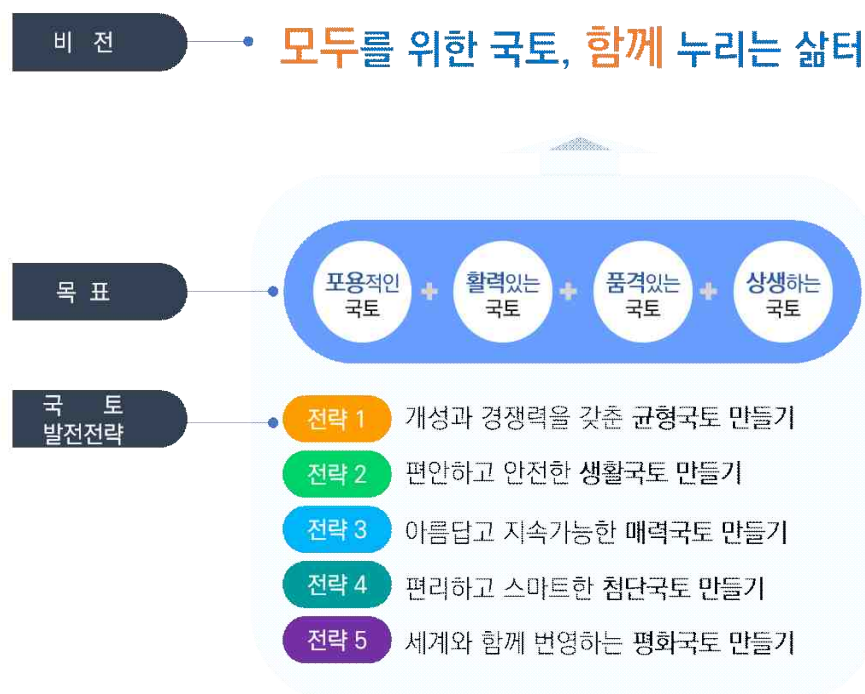 비 전
모두를 위한 국토, 함께 누리는 삶터
목 표
포용적인 국토
+
활력있는 국토
+
품격있는 국토
+
상생하는 국토
국 토
발전전략
전략 1 개성과 경쟁력을 갖춘 균형국토 만들기
전략 2 편안하고 안전한 생활국토 만들기
전략 3 아름답고 지속가능한 매력국토 만들기
전략 4 편리하고 스마트한 첨단국토 만들기
전략 5 세계와 함께 번영하는 평화국토 만들기